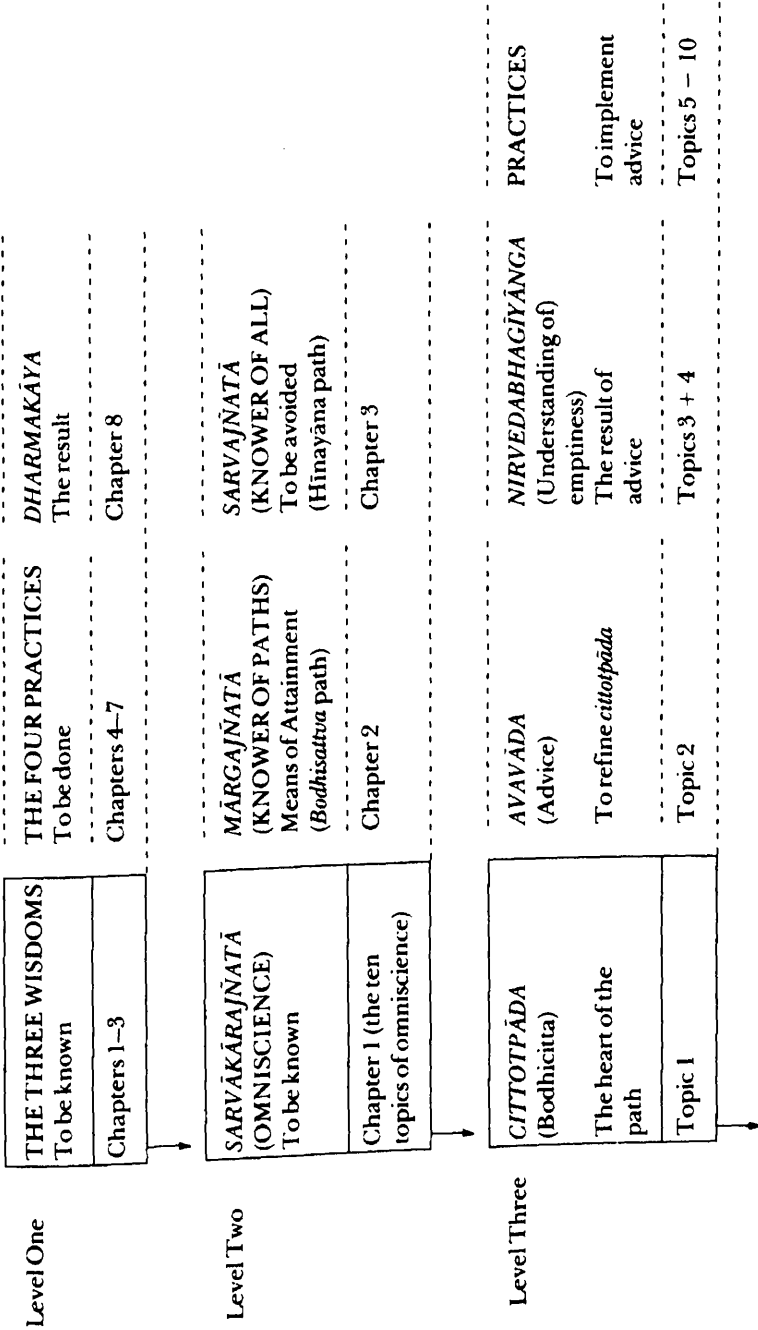 Level One
THE THREE WISDOMS
To be known
Chapters 1–3
THE FOUR PRACTICES
To be done
Chapters 4–7
DHARMAKĀYA
The result
Chapter 8
Level Two
SARVĀKĀRAJÑATĀ
(OMNISCIENCE)
To be known
Chapter 1 (the ten
topics of omniscience)
MĀRGAJÑATĀ
(KNOWER OF PATHS)
Means of Attainment
(Bodhisattva path)
Chapter 2
SARVAJÑATĀ
(KNOWER OF ALL)
To be avoided
(Hīnayāna path)
Chapter 3
Level Three
CITTOTPĀDA
(Bodhicitta)
The heart of the
path
Topic 1
AVAVĀDA
(Advice)
To refine cittotpāda
Topic 2
NIRVEDABHAGĪYĀNGA
(Understanding of)
emptiness)
The result of
advice
Topics 3 + 4
PRACTICES
To implement
advice
Topics 5 – 10